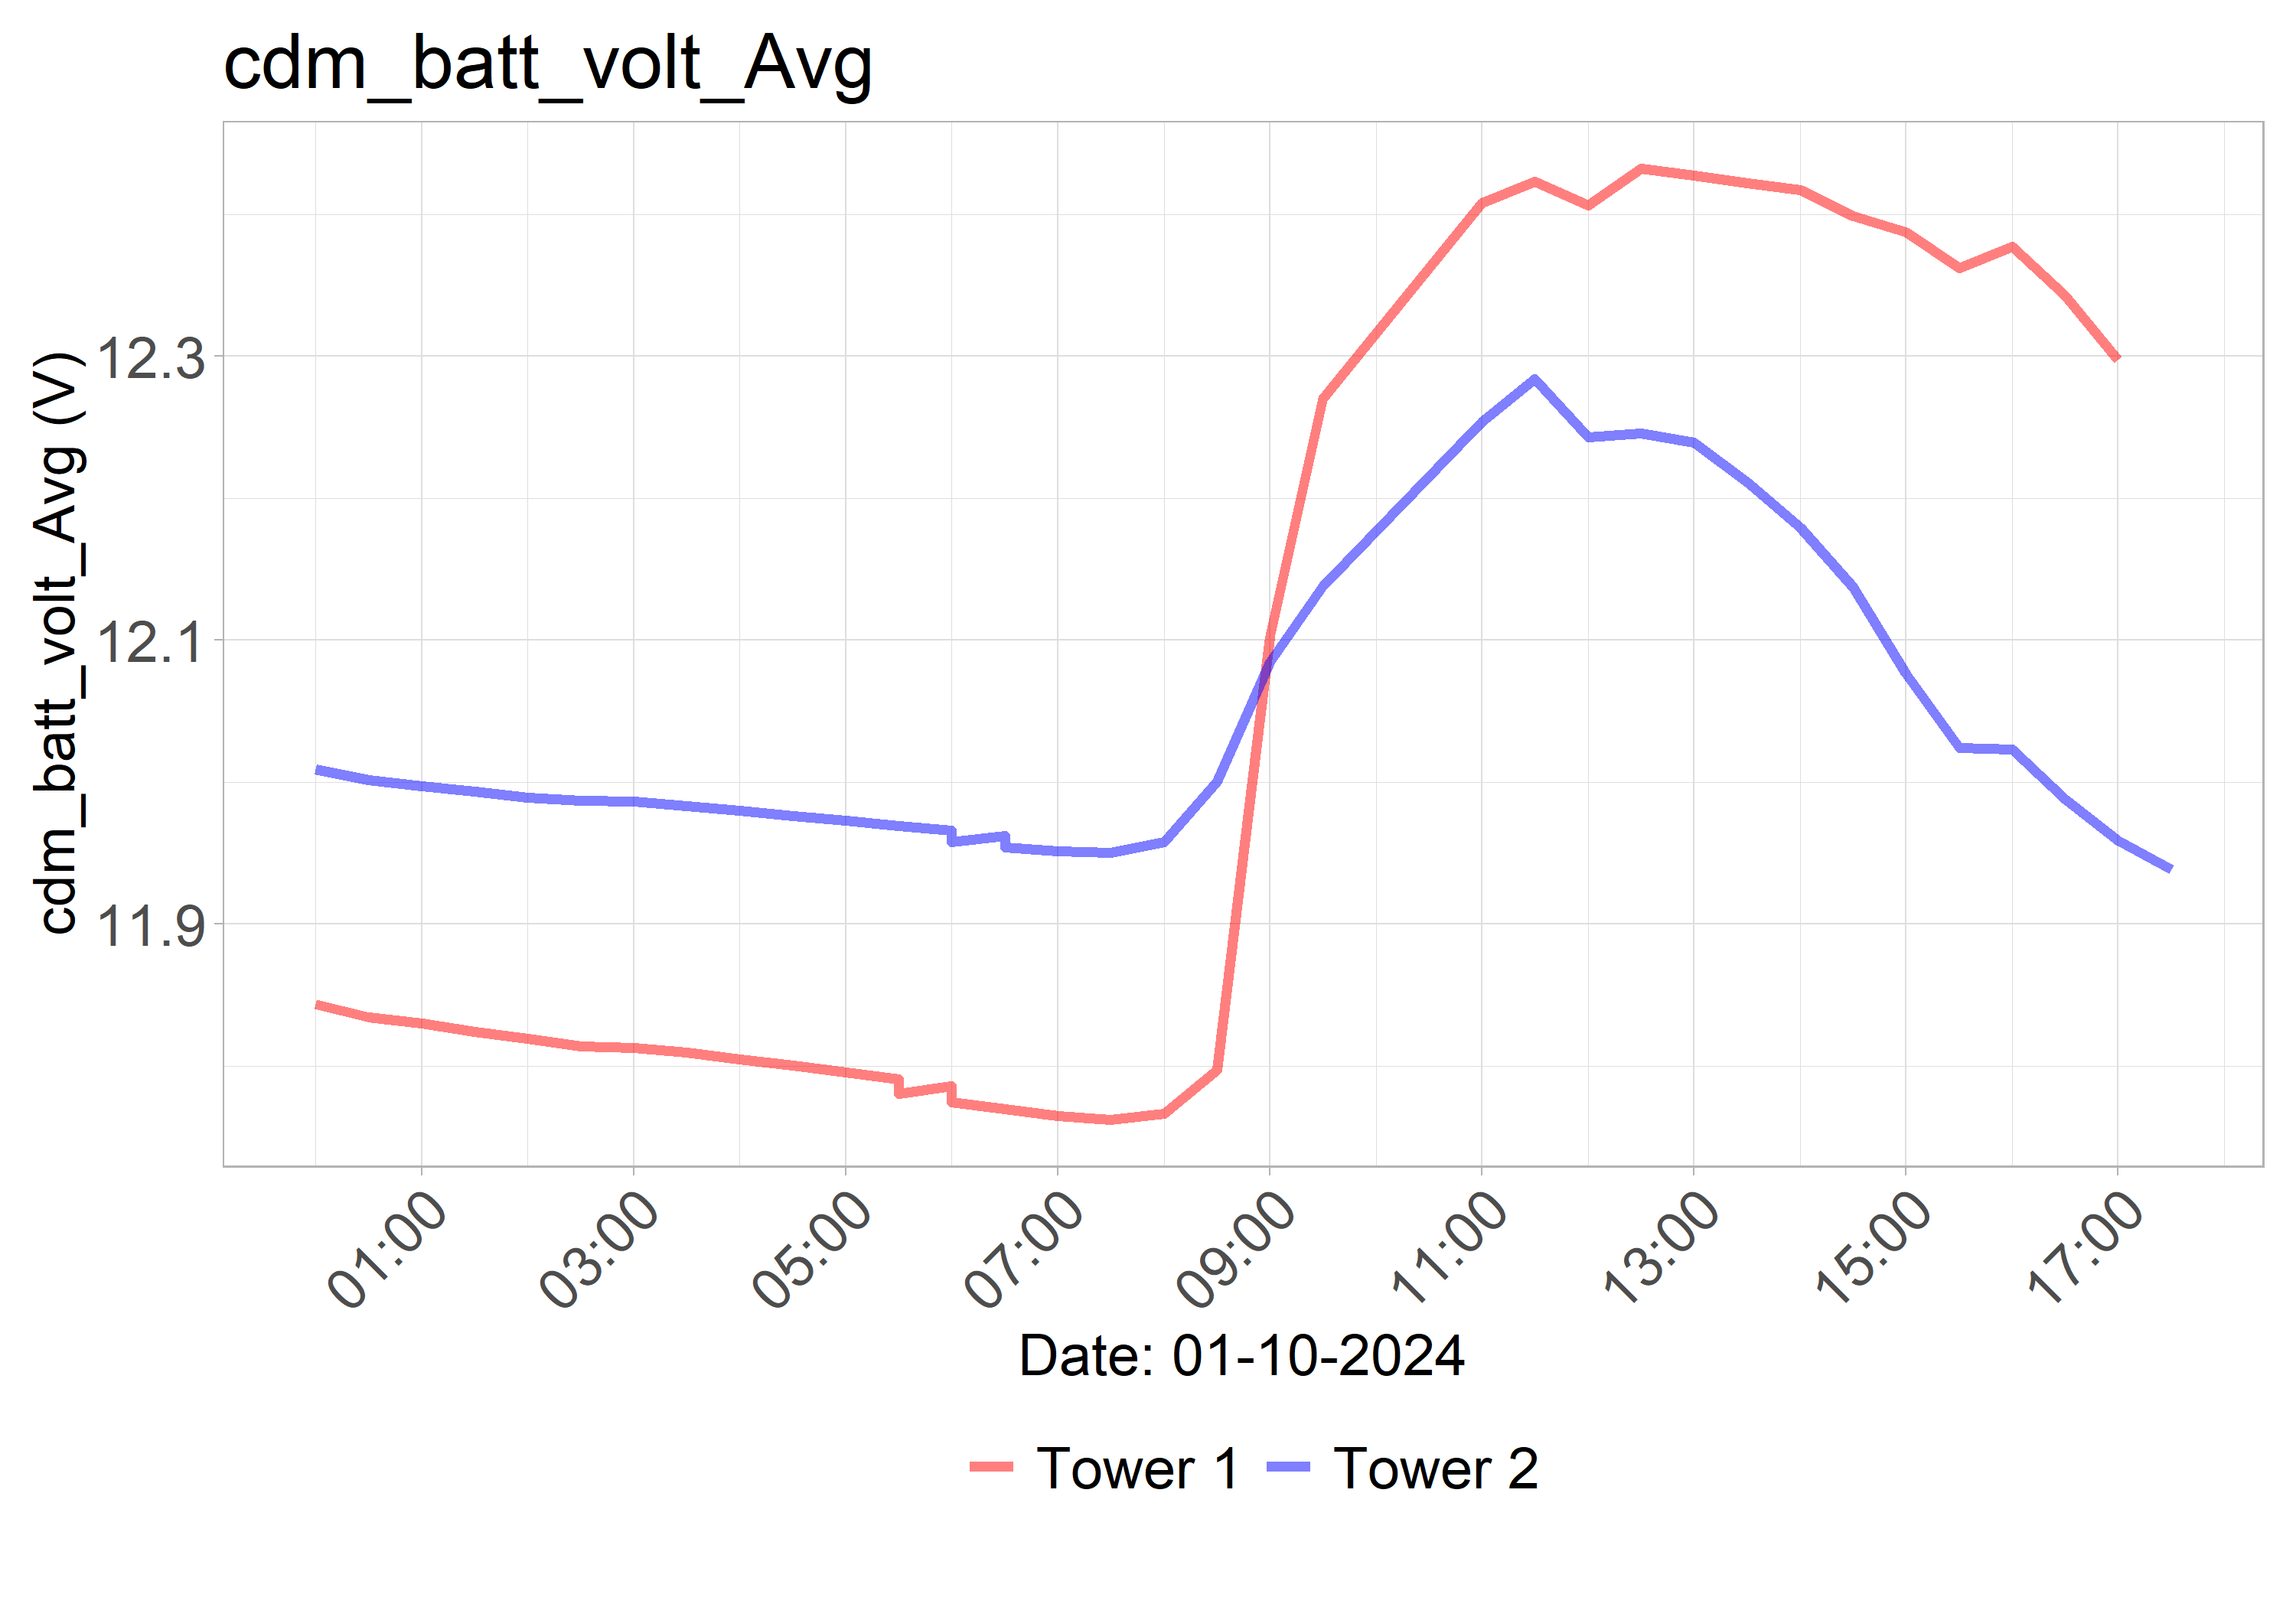 cdm_batt_volt_Avg
cdm_batt_volt_Avg (V)
12.3
12.1
11.9
01:00 03:00 05:00 07:00 09:00 11:00 13:00 15:00 17:00
Date: 01-10-2024
Tower 1 Tower 2